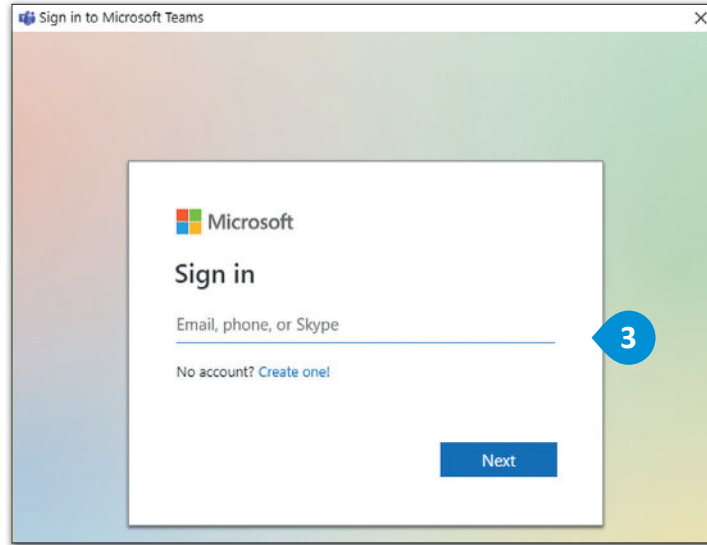 Sign in to Microsoft Teams
Microsoft
Sign in
Email, phone, or Skype
3
No account? Create one!
Next